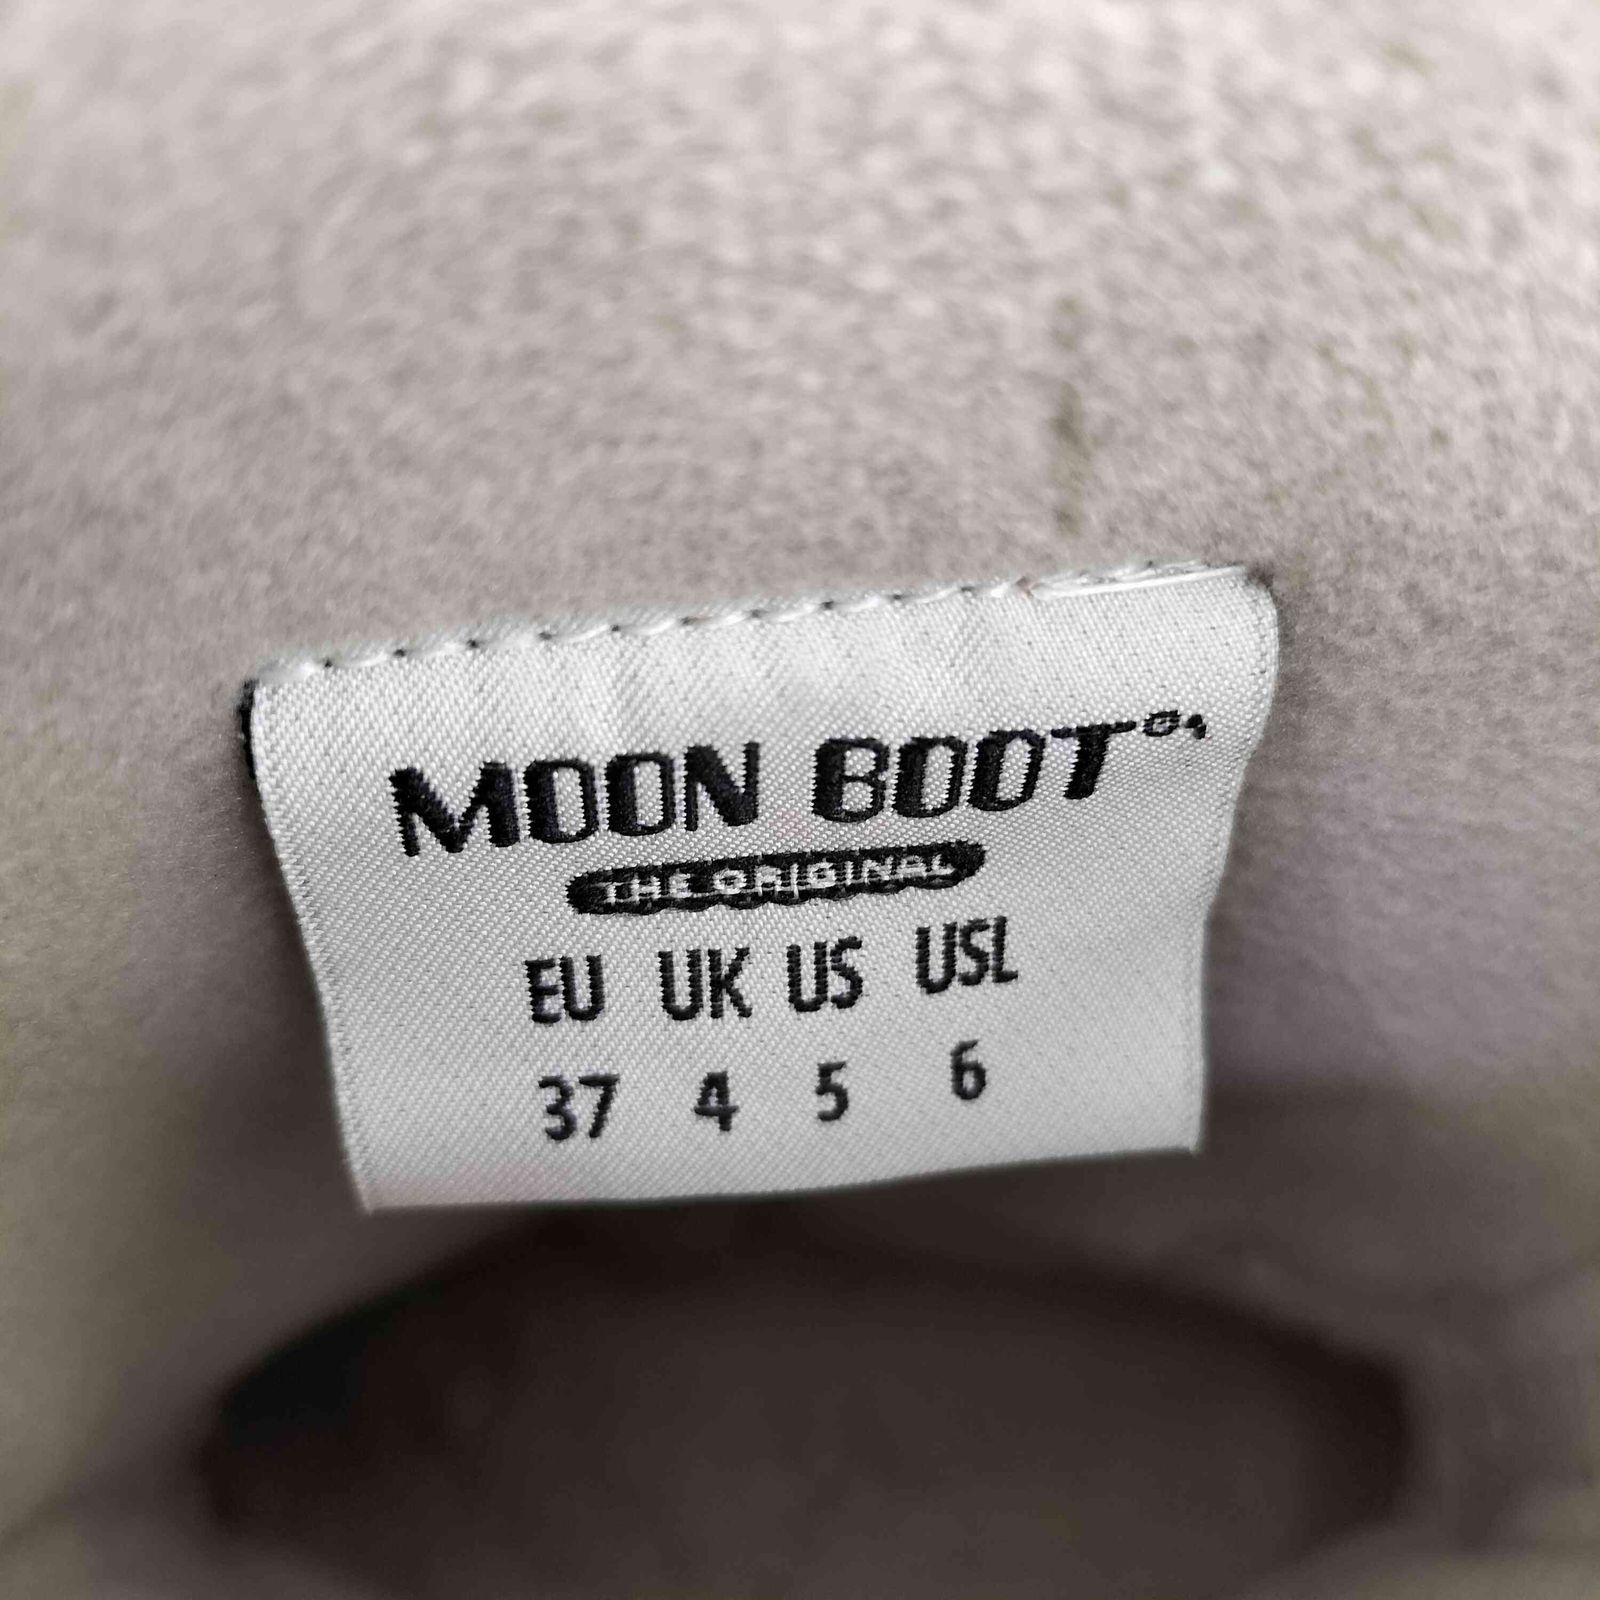 MOON BOOT®
THE ORIGINAL
EU UK US USL
37 4 5 6